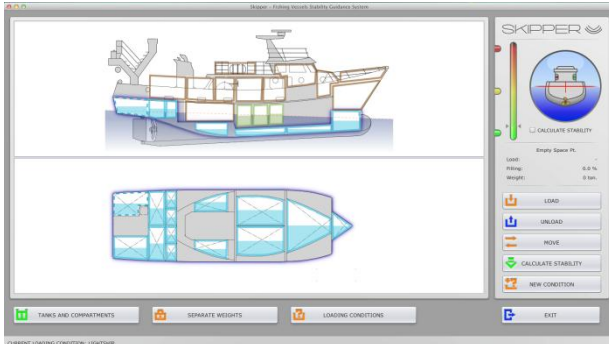 Skipper - Fishing Vessels Stability Guidance System
SKIPPER
CALCULATE STABILITY
Empty Space Pt.
Load: -
Filling: 0.0 %
Weight: 0 ton.
LOAD
UNLOAD
MOVE
CALCULATE STABILITY
NEW CONDITION
TANKS AND COMPARTMENTS
SEPARATE WEIGHTS
LOADING CONDITIONS
EXIT
CURRENT LOADING CONDITION: LIGHTSHIP